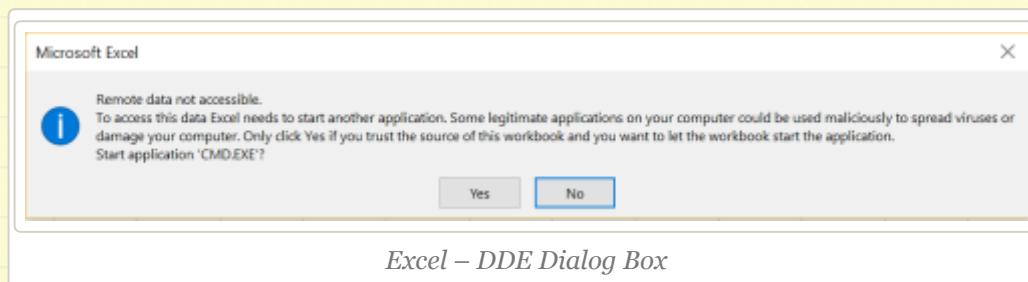 Microsoft Excel
Remote data not accessible.
To access this data Excel needs to start another application. Some legitimate applications on your computer could be used maliciously to spread viruses or
damage your computer. Only click Yes if you trust the source of this workbook and you want to let the workbook start the application.
Start application 'CMD.EXE'?
Yes No
Excel – DDE Dialog Box